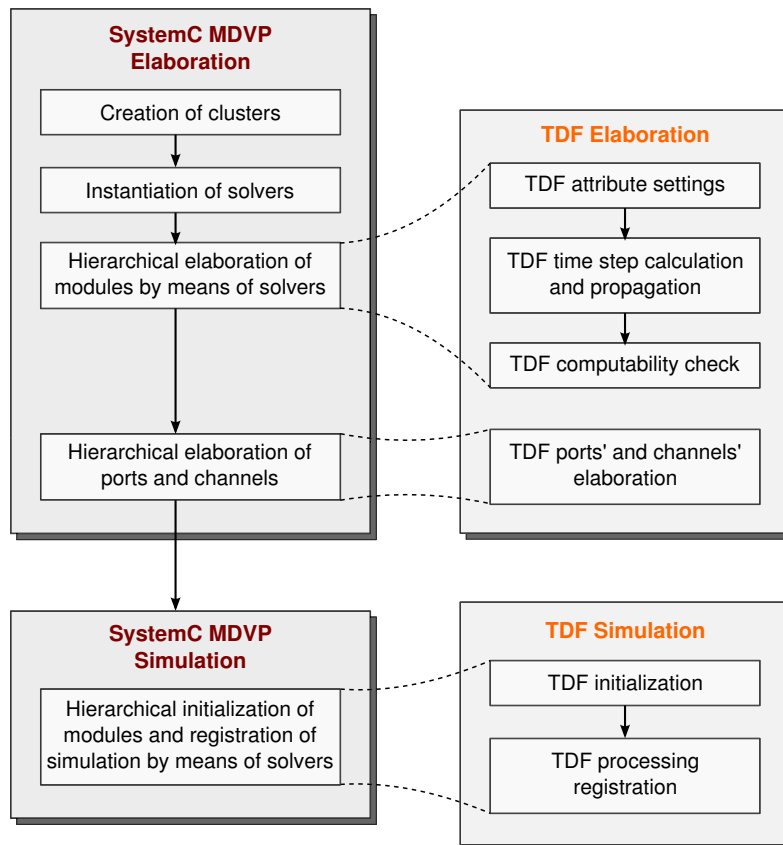 SystemC MDVP
Elaboration
Creation of clusters
Instantiation of solvers
Hierarchical elaboration of
modules by means of solvers
Hierarchical elaboration of
ports and channels
TDF Elaboration
TDF attribute settings
TDF time step calculation
and propagation
TDF computability check
TDF ports' and channels'
elaboration
SystemC MDVP
Simulation
Hierarchical initialization of
modules and registration of
simulation by means of solvers
TDF Simulation
TDF initialization
TDF processing
registration